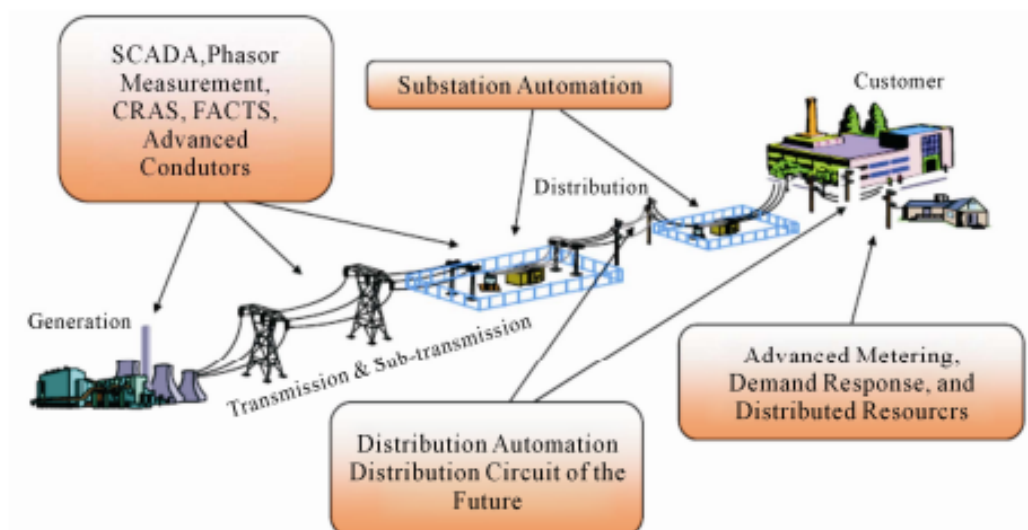 SCADA,Phasor
Measurement,
CRAS, FACTS,
Advanced
Condutors
Substation Automation
Customer
Distribution
Generation
Transmission & Sub-transmission
Advanced Metering,
Demand Response, and
Distributed Resourcrs
Distribution Automation
Distribution Circuit of the
Future